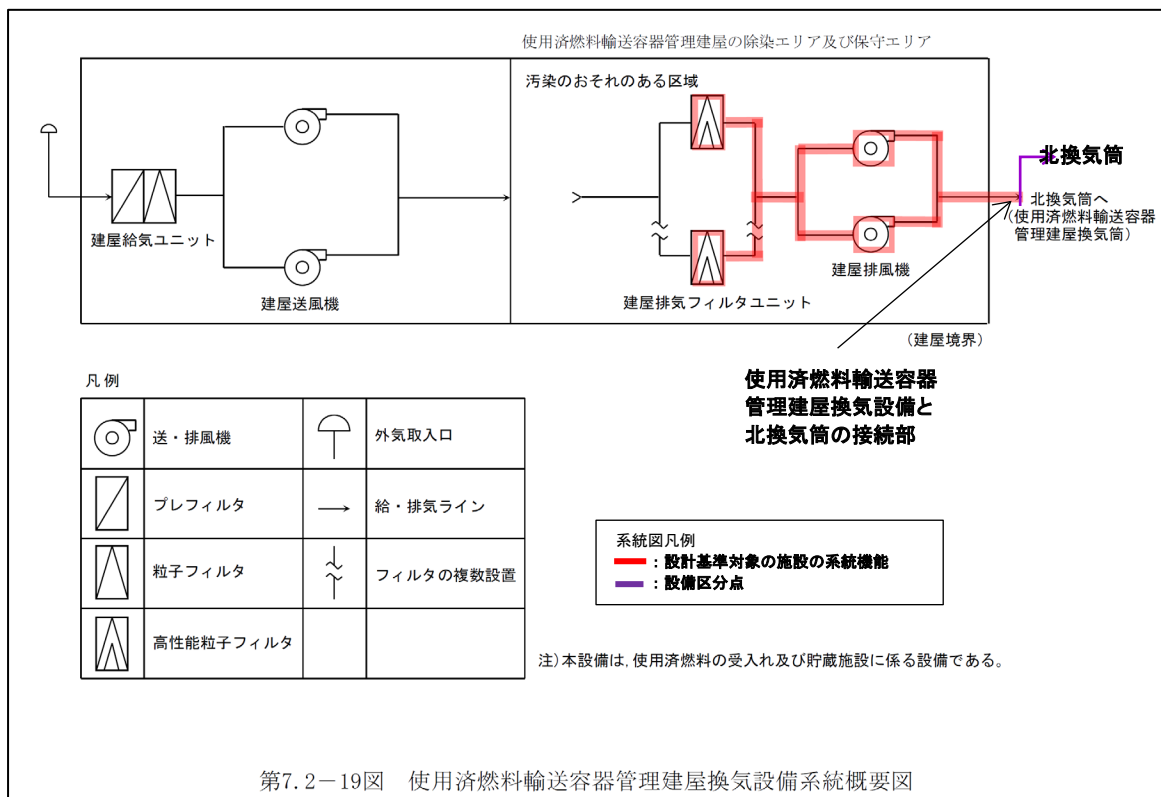 使用済燃料輸送容器管理建屋の除染エリア及び保守エリア
汚染のおそれのある区域
北換気筒
北換気筒へ
(使用済燃料輸送容器
管理建屋換気筒)
建屋給気ユニット
建屋送風機
建屋排気フィルタユニット
建屋排風機
(建屋境界)
使用済燃料輸送容器
管理建屋換気設備と
北換気筒の接続部
凡例
送・排風機
外気取入口
プレフィルタ
給・排気ライン
粒子フィルタ
フィルタの複数設置
高性能粒子フィルタ
系統図凡例
:設計基準対象の施設の系統機能
:設備区分点
注)本設備は,使用済燃料の受入れ及び貯蔵施設に係る設備である。
第7.2-19図 使用済燃料輸送容器管理建屋換気設備系統概要図